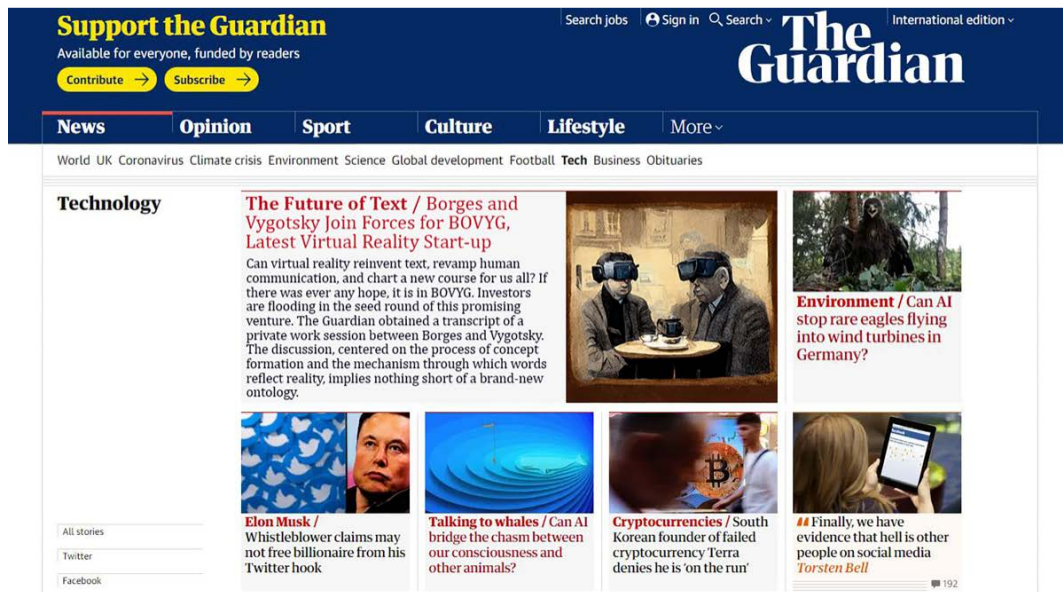 Support the Guardian
Available for everyone, funded by readers
Contribute →
Subscribe →
Search jobs
Sign in
Search
International edition
The
Guardian
News
Opinion
Sport
Culture
Lifestyle
More
World UK Coronavirus Climate crisis Environment Science Global development Football Tech Business Obituaries
Technology
The Future of Text / Borges and
Vygotsky Join Forces for BOVYG,
Latest Virtual Reality Start-up
Can virtual reality reinvent text, revamp human
communication, and chart a new course for us all? If
there was ever any hope, it is in BOVYG. Investors
are flooding in the seed round of this promising
venture. The Guardian obtained a transcript of a
private work session between Borges and Vygotsky.
The discussion, centered on the process of concept
formation and the mechanism through which words
reflect reality, implies nothing short of a brand-new
ontology.
Environment / Can AI
stop rare eagles flying
into wind turbines in
Germany?
All stories
Twitter
Facebook
Elon Musk /
Whistleblower claims may
not free billionaire from his
Twitter hook
Talking to whales / Can AI
bridge the chasm between
our consciousness and
other animals?
Cryptocurrencies / South
Korean founder of failed
cryptocurrency Terra
denies he is ‘on the run’
Finally, we have
evidence that hell is other
people on social media
Torsten Bell
192